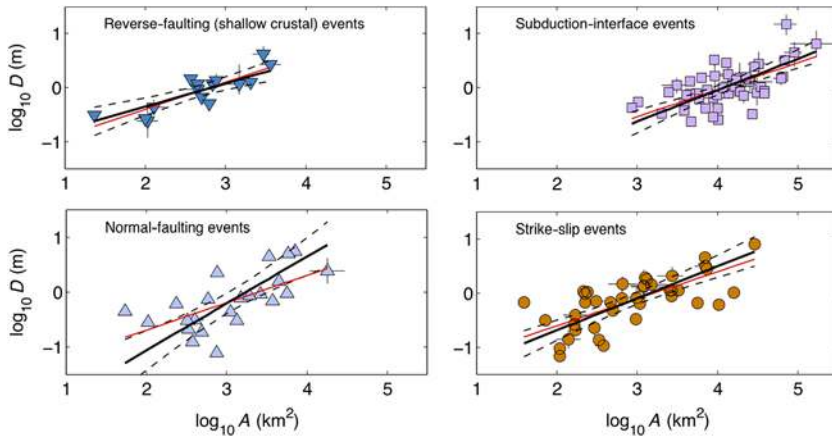 Reverse-faulting (shallow crustal) events
log10 D (m)
1
0
−1
1 2 3 4 5
Subduction-interface events
1
0
−1
1 2 3 4 5
Normal-faulting events
log10 D (m)
1
0
−1
1 2 3 4 5
log10 A (km2)
Strike-slip events
log10 D (m)
1
0
−1
1 2 3 4 5
log10 A (km2)